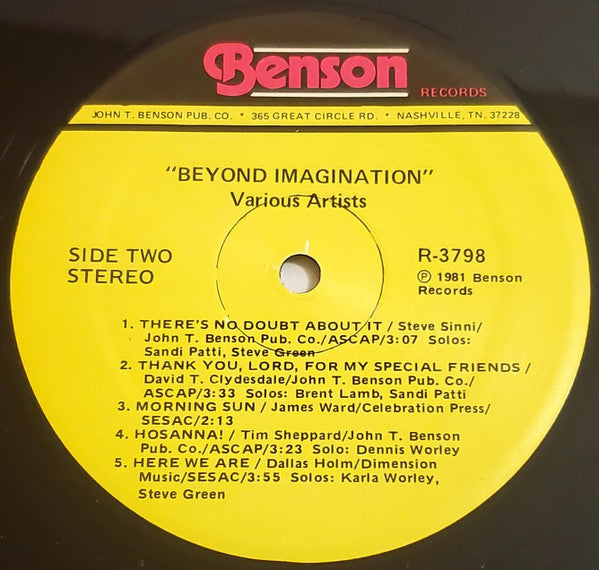 Benson
RECORDS
JOHN T. BENSON PUB. CO. • 365 GREAT CIRCLE RD. • NASHVILLE, TN. 37228
"BEYOND IMAGINATION"
Various Artists
SIDE TWO
STEREO
R-3798
℗ 1981 Benson
Records
1. THERE'S NO DOUBT ABOUT IT / Steve Sinni/
John T. Benson Pub. Co./ASCAP/3:07 Solos:
Sandi Patti, Steve Green
2. THANK YOU, LORD, FOR MY SPECIAL FRIENDS /
David T. Clydesdale/John T. Benson Pub. Co./
ASCAP/3:33 Solos: Brent Lamb, Sandi Patti
3. MORNING SUN / James Ward/Celebration Press/
SESAC/2:13
4. HOSANNA! / Tim Sheppard/John T. Benson
Pub. Co./ASCAP/3:23 Solo: Dennis Worley
5. HERE WE ARE / Dallas Holm/Dimension
Music/SESAC/3:55 Solos: Karla Worley,
Steve Green